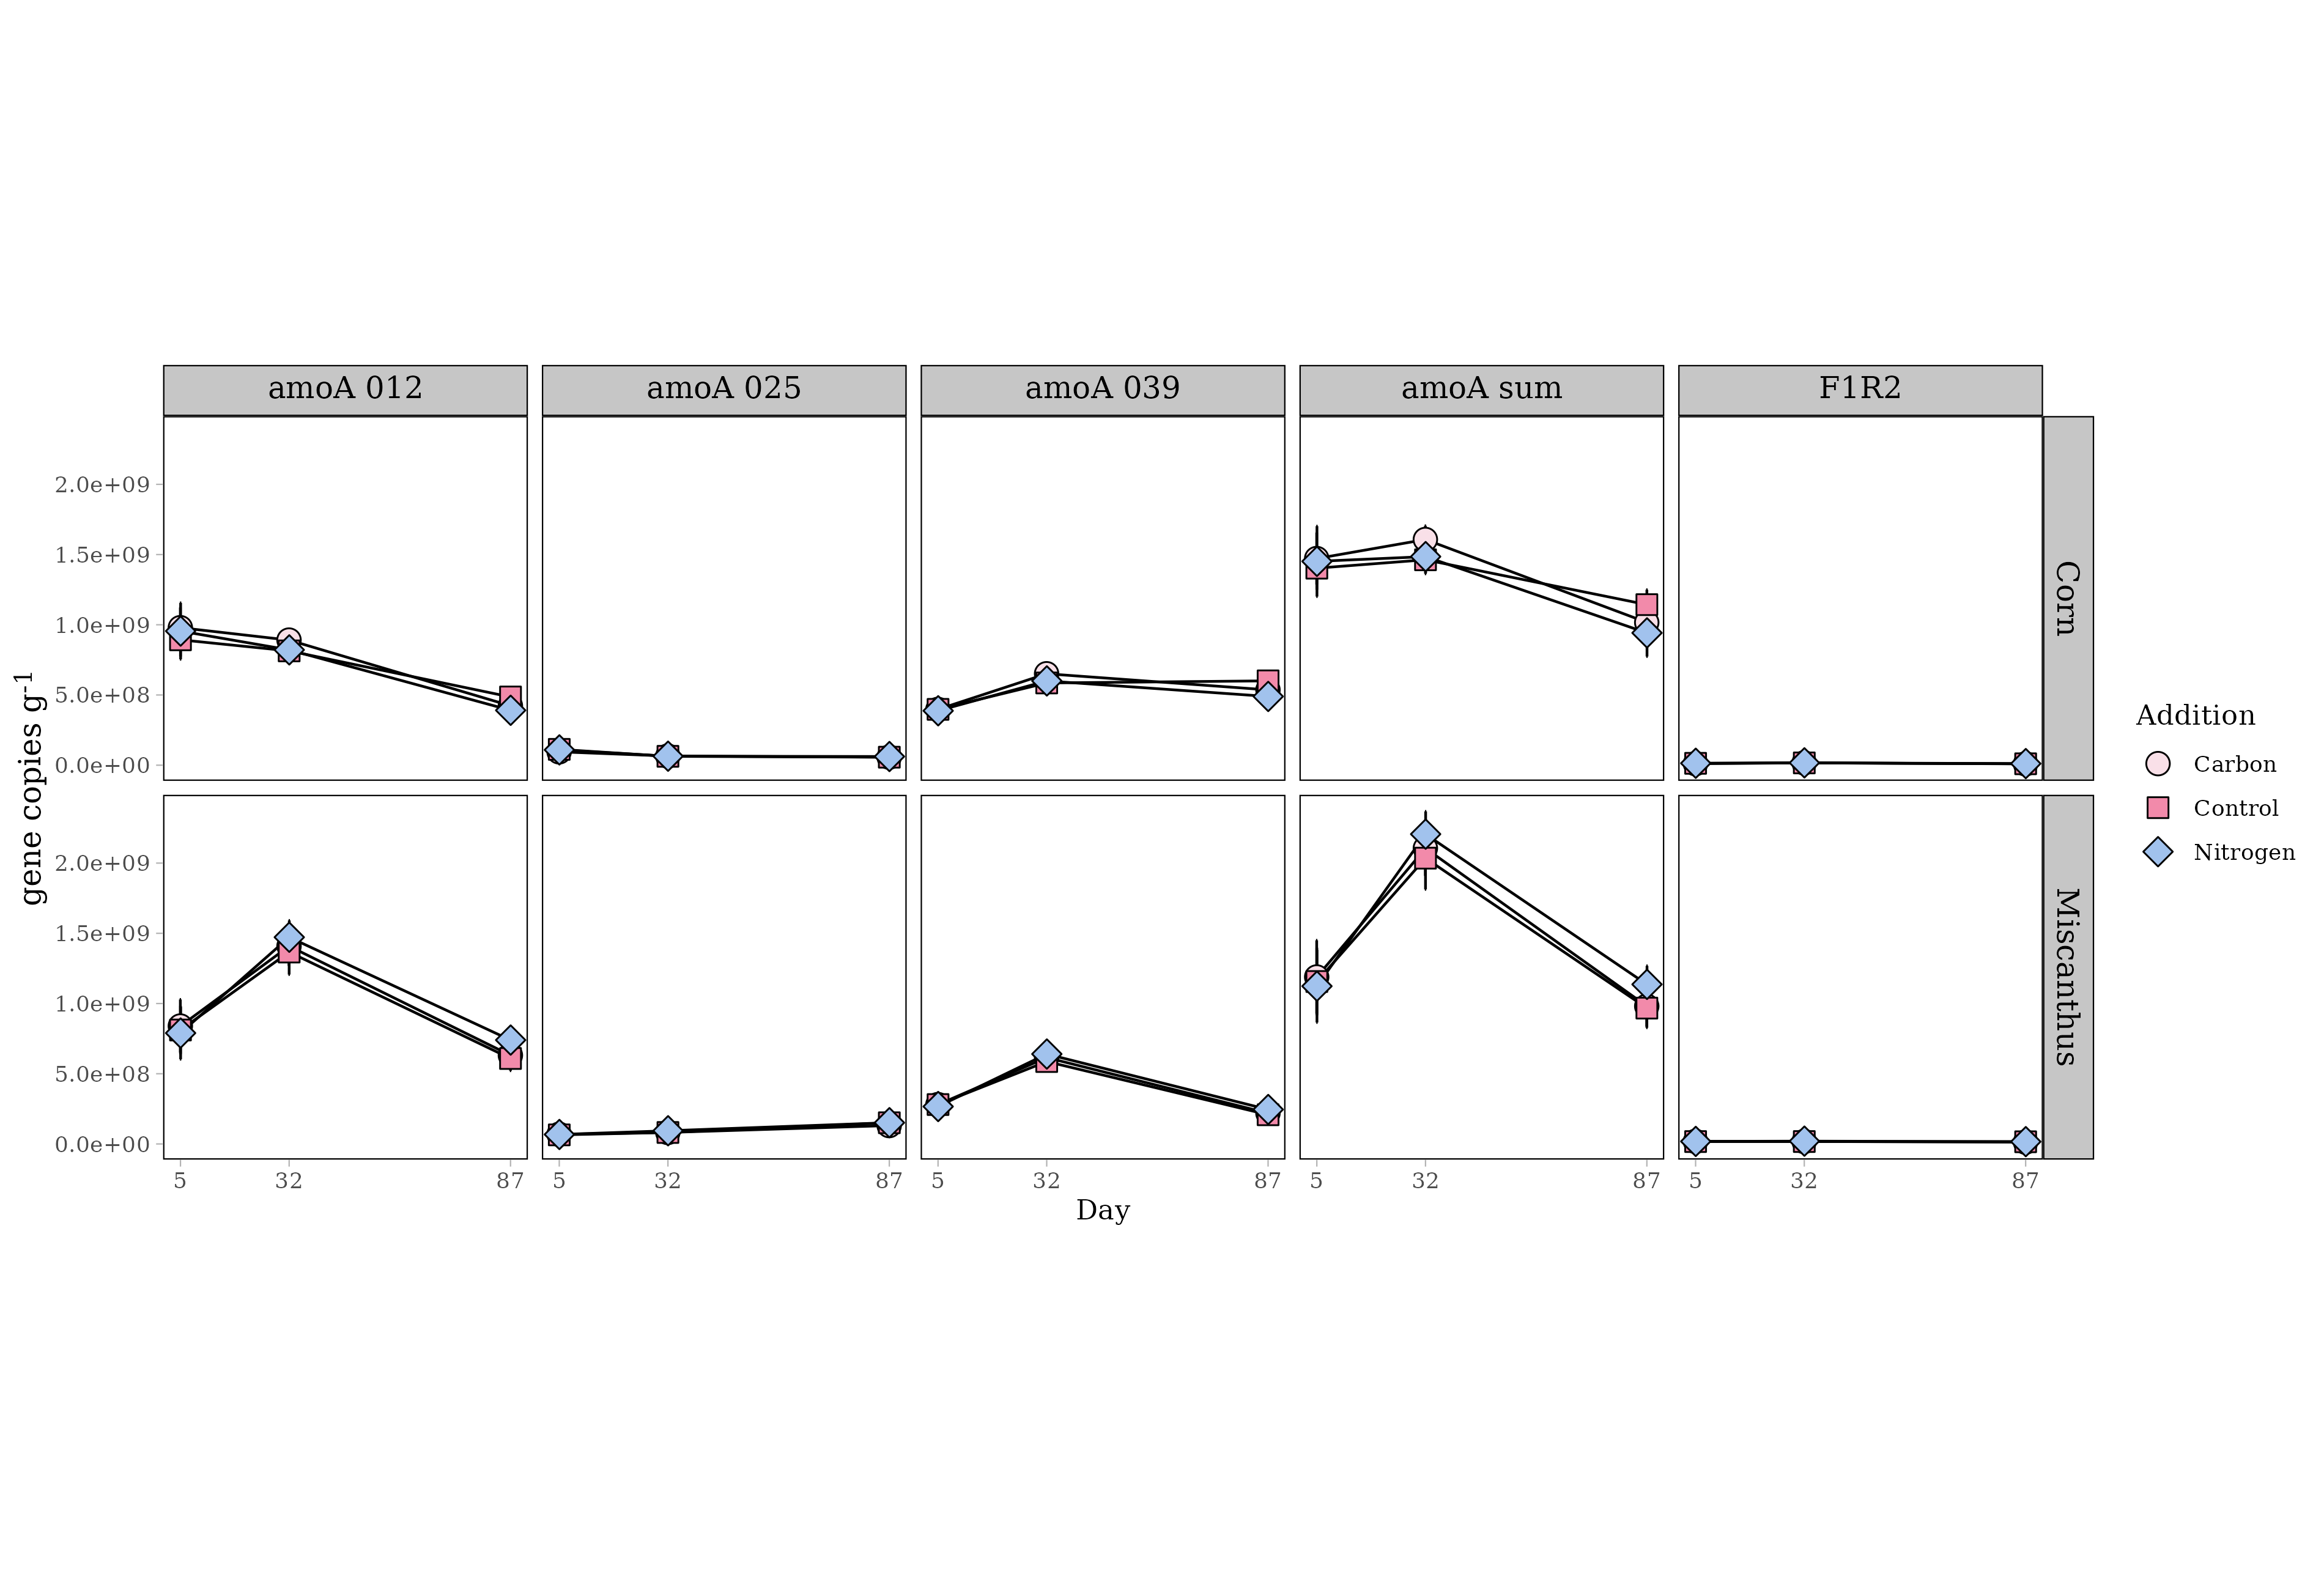 amoA 012
amoA 025
amoA 039
amoA sum
F1R2
2.0e+09
1.5e+09
1.0e+09
5.0e+08
0.0e+00
Corn
2.0e+09
1.5e+09
1.0e+09
5.0e+08
0.0e+00
Miscanthus
gene copies g-1
5 32 87
5 32 87
5 32 87
5 32 87
5 32 87
Day
Addition
Carbon
Control
Nitrogen